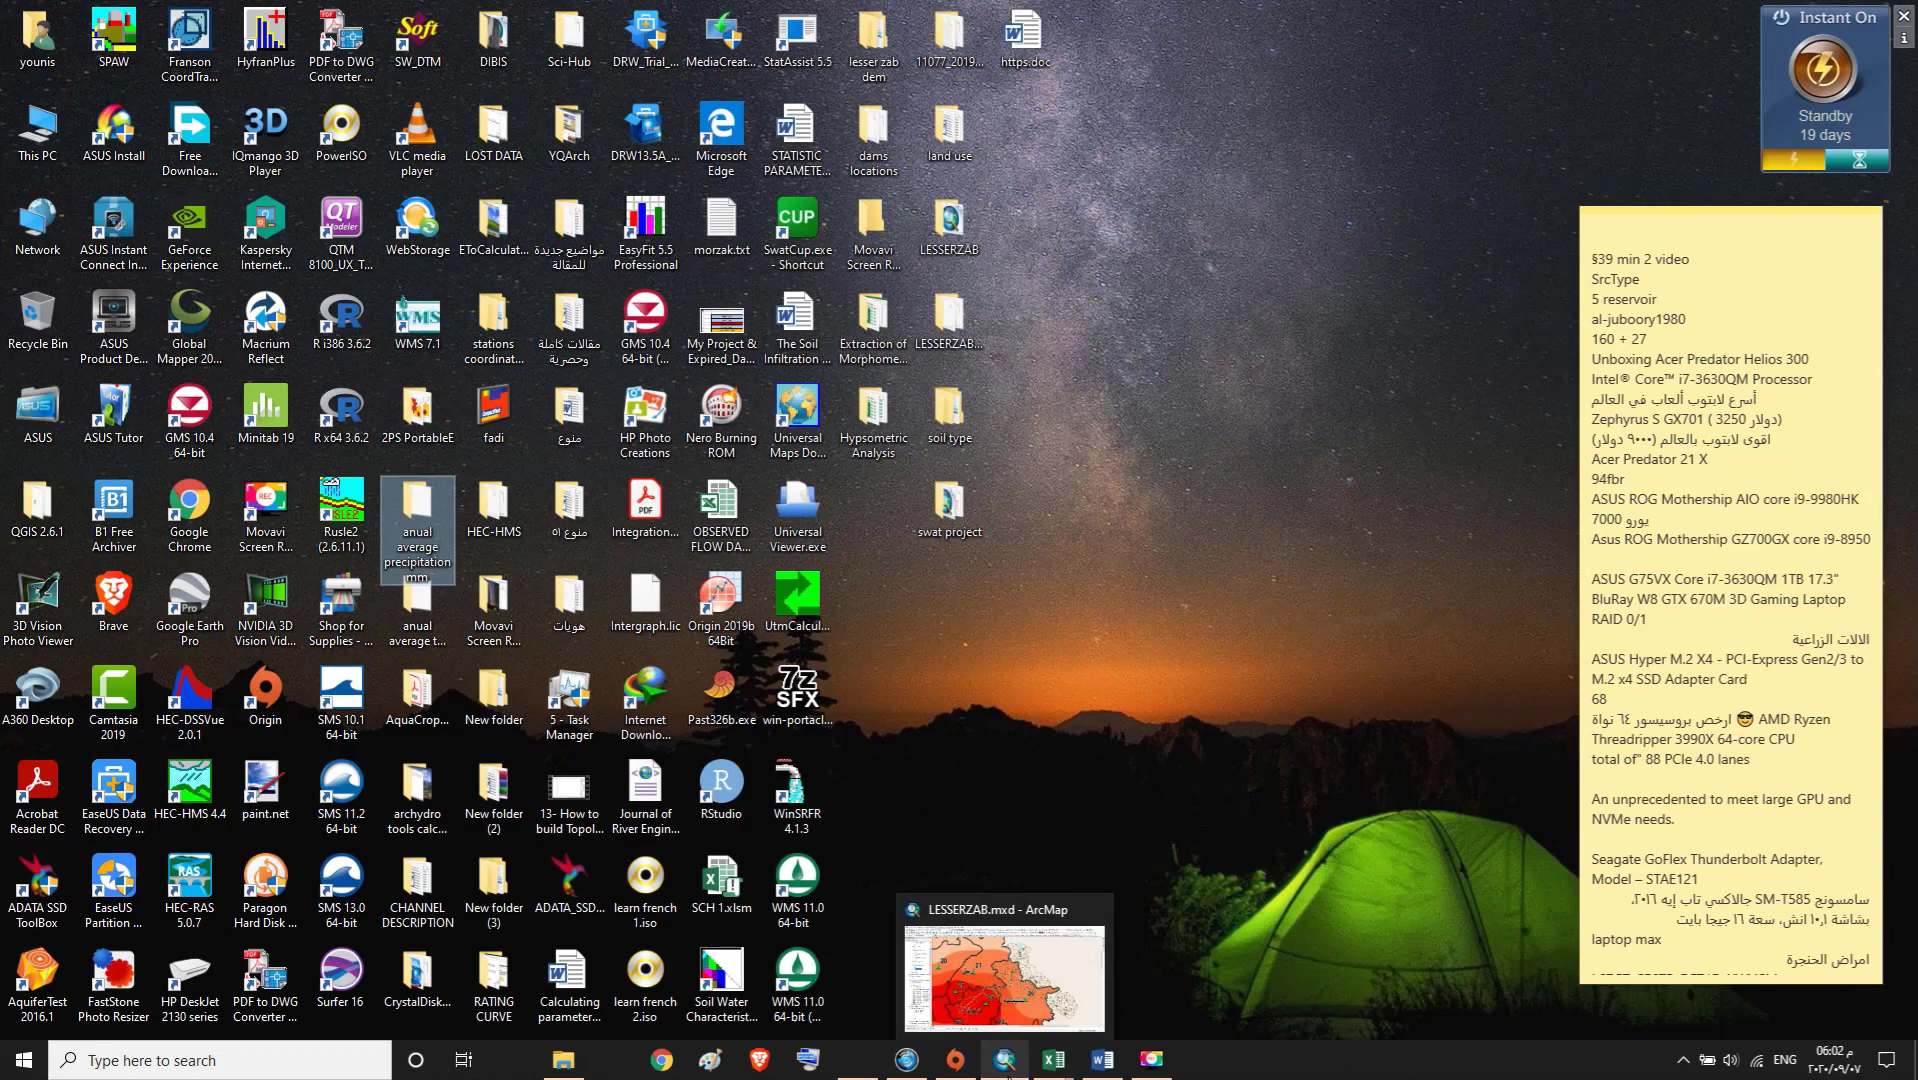 younis
SPAW
Franson CoordTra...
HyfranPlus
PDF to DWG Converter ...
SW_DTM
DIBIS
Sci-Hub
DRW_Trial_...
MediaCreat...
StatAssist 5.5
lesser zab dem
11077_2019...
https.doc
This PC
ASUS Install
Free Downloa...
IQmango 3D Player
PowerISO
VLC media player
LOST DATA
YQArch
DRW13.5A_...
Microsoft Edge
STATISTIC PARAMETE...
dams locations
land use
Network
ASUS Instant Connect In...
GeForce Experience
Kaspersky Internet...
QTM 8100_UX_T...
WebStorage
EToCalculat...
مواضيع جديدة للمقالة
EasyFit 5.5 Professional
morzak.txt
SwatCup.exe - Shortcut
Movavi Screen R...
LESSERZAB
Recycle Bin
ASUS Product De...
Global Mapper 20...
Macrium Reflect
R i386 3.6.2
WMS 7.1
stations coordinat...
مقالات كاملة وحصرية
GMS 10.4 64-bit (...
My Project & Expired_Da...
The Soil Infiltration ...
Extraction of Morphome...
LESSERZAB...
ASUS
ASUS Tutor
GMS 10.4 64-bit
Minitab 19
R x64 3.6.2
2PS PortableE
fadi
منوع
HP Photo Creations
Nero Burning ROM
Universal Maps Do...
Hypsometric Analysis
soil type
QGIS 2.6.1
B1 Free Archiver
Google Chrome
Movavi Screen R...
Rusle2 (2.6.11.1)
anual average precipitation mm
HEC-HMS
منوع ٥١
Integration...
OBSERVED FLOW DA...
Universal Viewer.exe
swat project
3D Vision Photo Viewer
Brave
Google Earth Pro
NVIDIA 3D Vision Vid...
Shop for Supplies - ...
anual average t...
Movavi Screen R...
هويات
Intergraph.lic
Origin 2019b 64Bit
UtmCalcul...
A360 Desktop
Camtasia 2019
HEC-DSSVue 2.0.1
Origin
SMS 10.1 64-bit
AquaCrop...
New folder
5 - Task Manager
Internet Downlo...
Past326b.exe
win-portacl...
Acrobat Reader DC
EaseUS Data Recovery ...
HEC-HMS 4.4
paint.net
SMS 11.2 64-bit
archydro tools calc...
New folder (2)
13- How to build Topol...
Journal of River Engin...
RStudio
WinSRFR 4.1.3
ADATA SSD ToolBox
EaseUS Partition ...
HEC-RAS 5.0.7
Paragon Hard Disk ...
SMS 13.0 64-bit
CHANNEL DESCRIPTION
New folder (3)
ADATA_SSD...
learn french 1.iso
SCH 1.xlsm
WMS 11.0 64-bit
AquiferTest 2016.1
FastStone Photo Resizer
HP DeskJet 2130 series
PDF to DWG Converter ...
Surfer 16
CrystalDisk...
RATING CURVE
Calculating parameter...
learn french 2.iso
Soil Water Characterist...
WMS 11.0 64-bit (...
Instant On
Standby
19 days
§39 min 2 video
SrcType
5 reservoir
al-juboory1980
160 + 27
Unboxing Acer Predator Helios 300
Intel® Core™ i7-3630QM Processor
أسرع لابتوب ألعاب في العالم
Zephyrus S GX701 ( 3250 دولار)
اقوى لابتوب بالعالم (٩٠٠٠ دولار)
Acer Predator 21 X
94fbr
ASUS ROG Mothership AIO core i9-9980HK
7000 يورو
Asus ROG Mothership GZ700GX core i9-8950
ASUS G75VX Core i7-3630QM 1TB 17.3"
BluRay W8 GTX 670M 3D Gaming Laptop
RAID 0/1
الالات الزراعية
ASUS Hyper M.2 X4 - PCI-Express Gen2/3 to
M.2 x4 SSD Adapter Card
68
ارخص بروسيسور ٦٤ نواة 😎 AMD Ryzen
Threadripper 3990X 64-core CPU
total of" 88 PCIe 4.0 lanes
An unprecedented to meet large GPU and
NVMe needs.
Seagate GoFlex Thunderbolt Adapter,
Model – STAE121
سامسونج SM-T585 جالاكسي تاب إيه ٢٠١٦،
بشاشة ١٠,١ انش، سعة ١٦ جيجا بايت
laptop max
امراض الحنجرة
LESSERZAB.mxd - ArcMap
Type here to search
ENG
06:02 م
٢٠٢٠/٠٩/٠٧